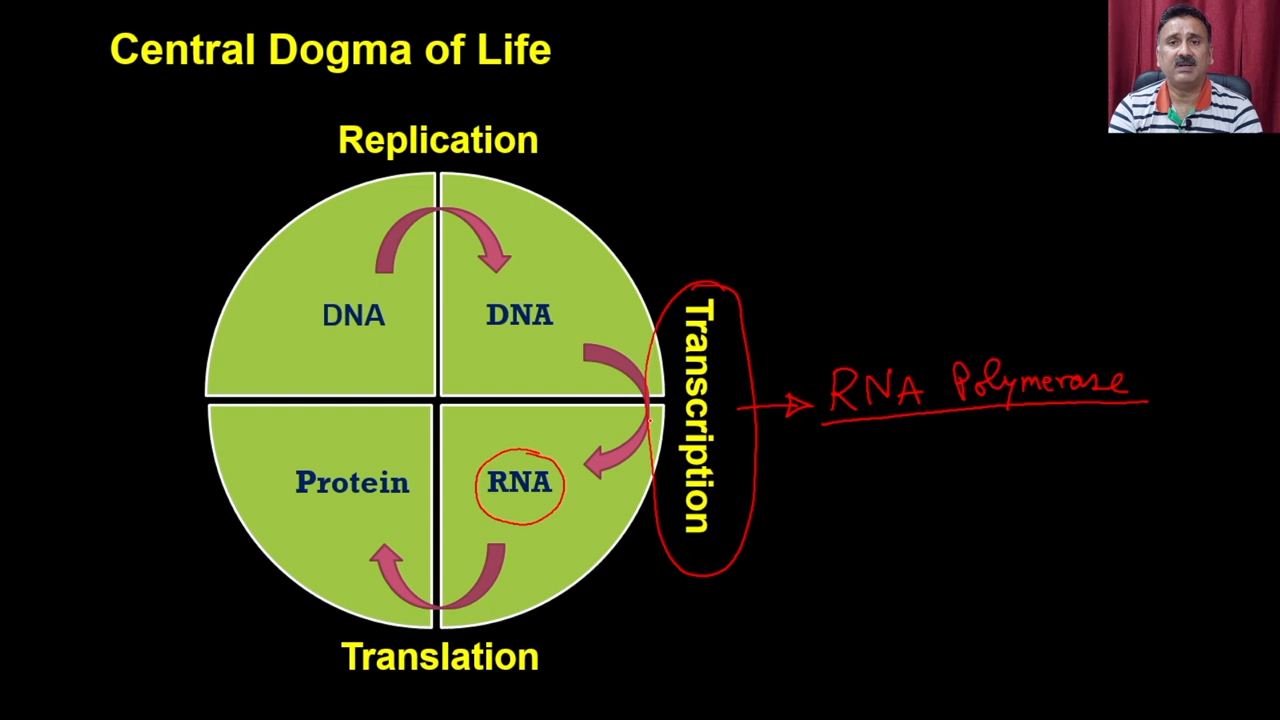 Central Dogma of Life
Replication
DNA
DNA
Transcription
RNA Polymerase
Protein
RNA
Translation